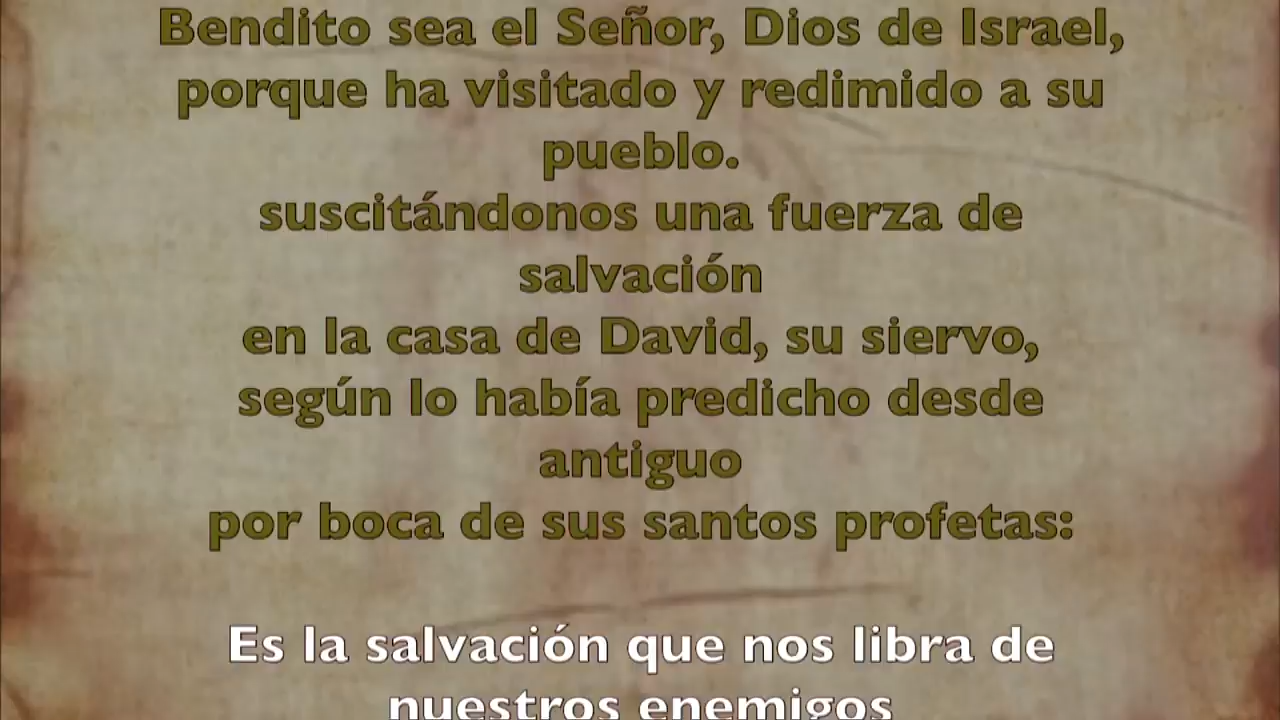 Bendito sea el Señor, Dios de Israel,
porque ha visitado y redimido a su
pueblo.
suscitándonos una fuerza de
salvación
en la casa de David, su siervo,
según lo había predicho desde
antiguo
por boca de sus santos profetas:
Es la salvación que nos libra de
nuestros enemigos